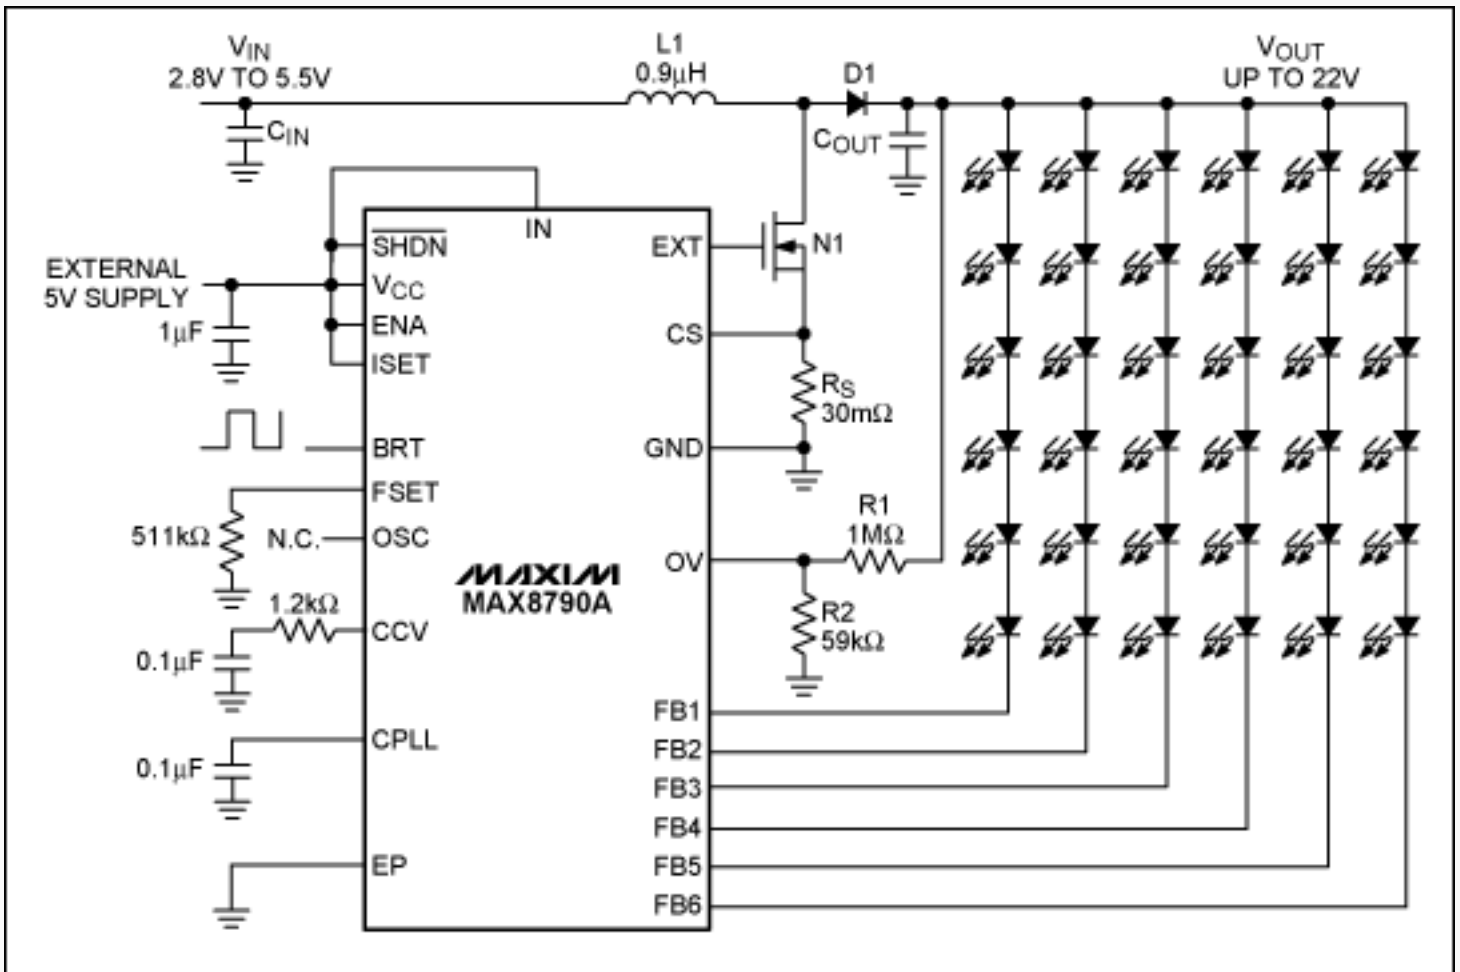 VIN
2.8V TO 5.5V
L1
0.9µH
D1
VOUT
UP TO 22V
CIN
COUT
IN
SHDN
EXT
N1
EXTERNAL
5V SUPPLY
VCC
1µF
ENA
CS
ISET
RS
30mΩ
BRT
GND
FSET
511kΩ
N.C.
OSC
R1
1MΩ
OV
MAXIM
MAX8790A
1.2kΩ
R2
59kΩ
CCV
0.1µF
FB1
CPLL
FB2
0.1µF
FB3
FB4
EP
FB5
FB6